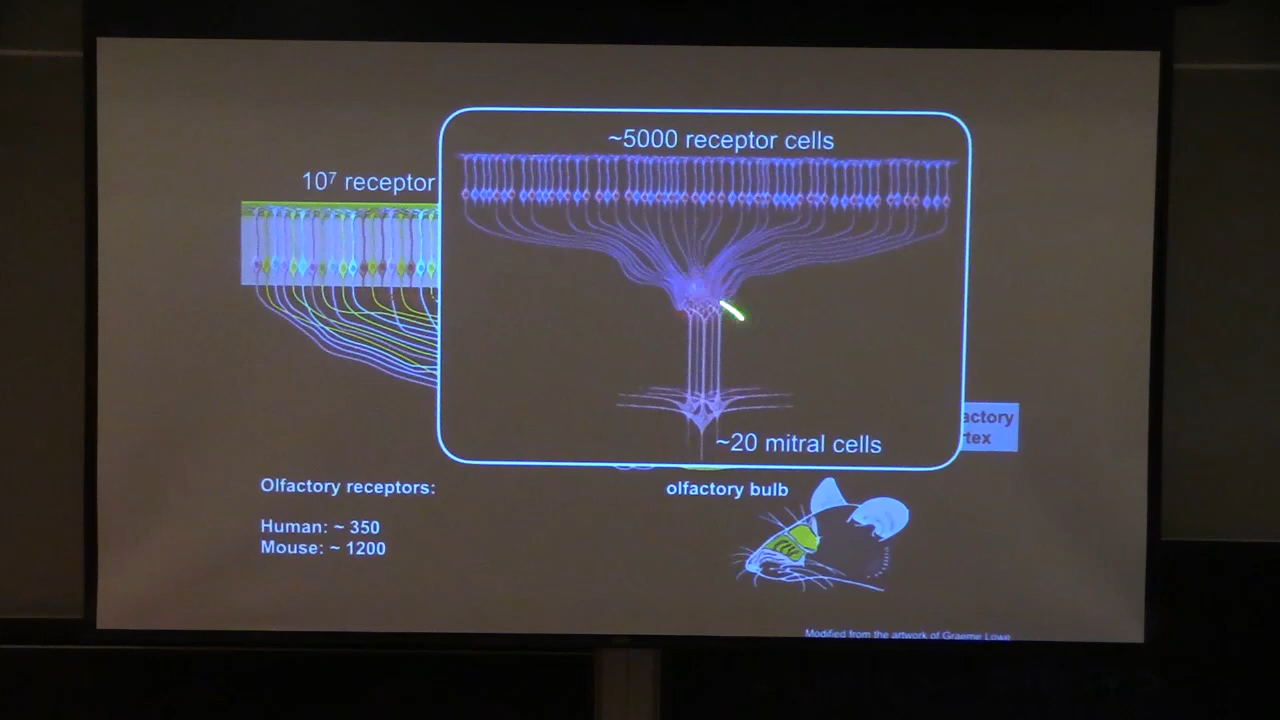 ~5000 receptor cells
10⁷ receptor
~20 mitral cells
actory
rtex
Olfactory receptors:
olfactory bulb
Human: ~ 350
Mouse: ~ 1200
Modified from the artwork of Graeme Lowe